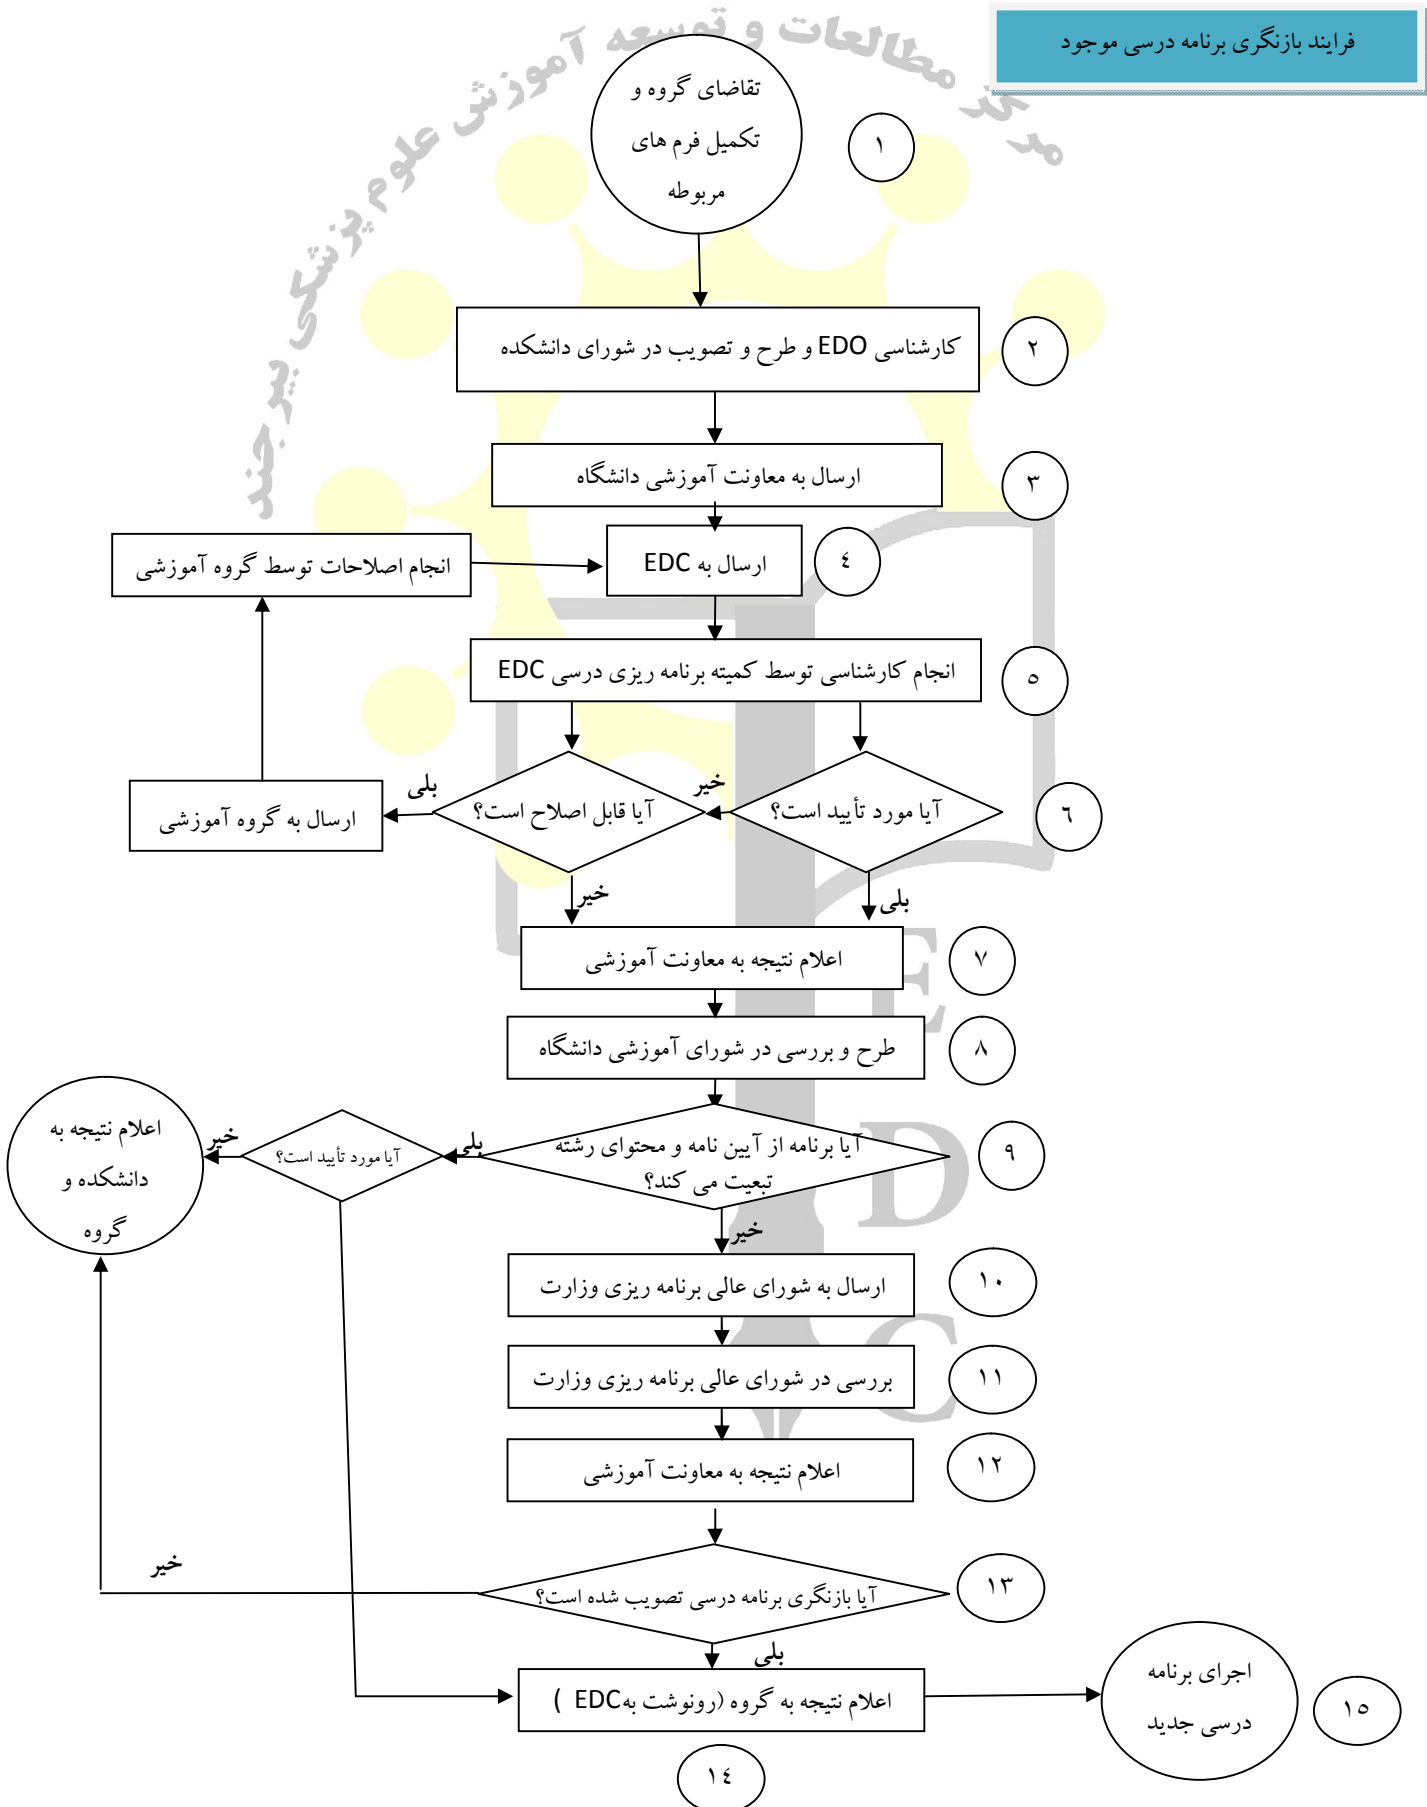 فرایند بازنگری برنامه درسی موجود
مرکز مطالعات و توسعه آموزش علوم پزشکی بیرجند
تقاضای گروه و
تکمیل فرم های
مربوطه
١
کارشناسی EDO و طرح و تصویب در شورای دانشکده
٢
ارسال به معاونت آموزشی دانشگاه
٣
ارسال به EDC
٤
انجام اصلاحات توسط گروه آموزشی
انجام کارشناسی توسط کمیته برنامه ریزی درسی EDC
٥
آیا مورد تأیید است؟
خیر
آیا قابل اصلاح است؟
بلی
ارسال به گروه آموزشی
٦
بلی
خیر
اعلام نتیجه به معاونت آموزشی
٧
E
طرح و بررسی در شورای آموزشی دانشگاه
٨
آیا برنامه از آیین نامه و محتوای رشته
تبعیت می کند؟
٩
D
بلی
آیا مورد تأیید است؟
خیر
اعلام نتیجه به
دانشکده و
گروه
خیر
ارسال به شورای عالی برنامه ریزی وزارت
١٠
C
بررسی در شورای عالی برنامه ریزی وزارت
١١
اعلام نتیجه به معاونت آموزشی
١٢
آیا بازنگری برنامه درسی تصویب شده است؟
١٣
خیر
بلی
اعلام نتیجه به گروه (رونوشت به EDC )
١٤
اجرای برنامه
درسی جدید
١٥